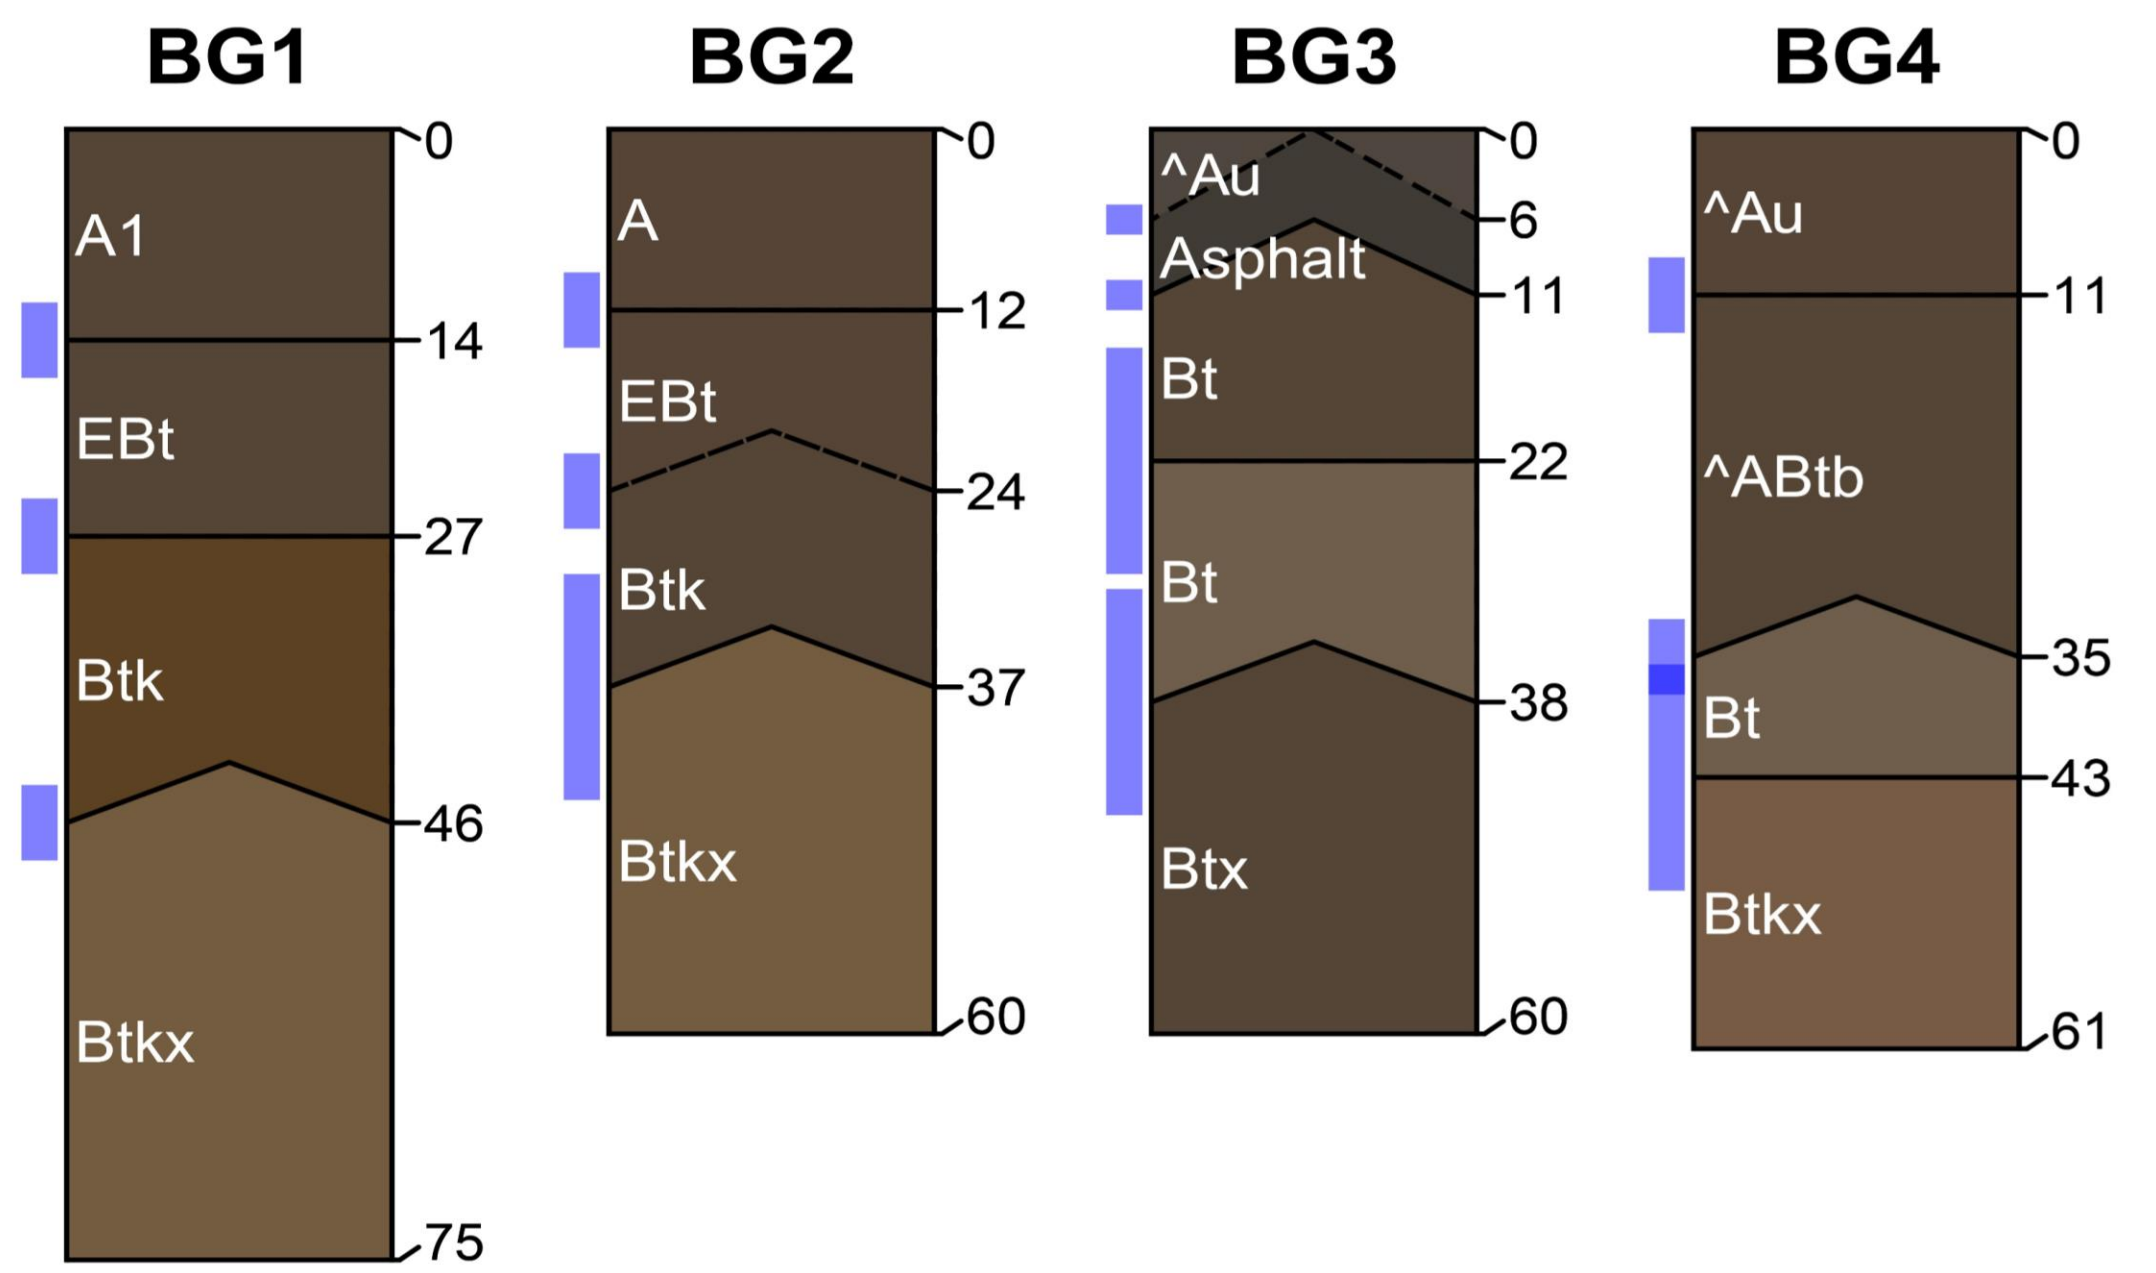 BG1 BG2 BG3 BG4
0 0 0 0
A1 A ^Au ^Au
6
Asphalt
14 12 11 11
EBt EBt Bt ^ABtb
27 24 22 35
Btk Btk Bt Bt
46 37 38 43
Btkx Btkx Btx Btkx
75 60 60 61